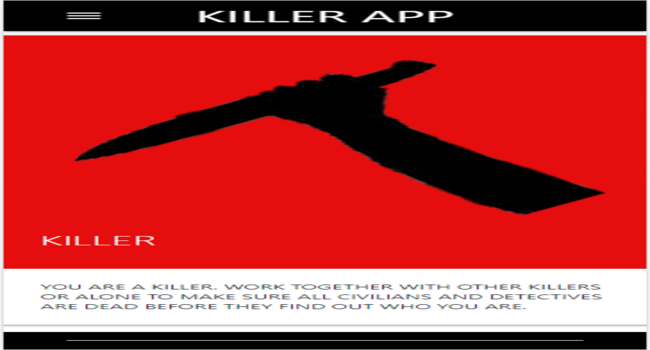 KILLER APP
KILLER
YOU ARE A KILLER. WORK TOGETHER WITH OTHER KILLERS
OR ALONE TO MAKE SURE ALL CIVILIANS AND DETECTIVES
ARE DEAD BEFORE THEY FIND OUT WHO YOU ARE.